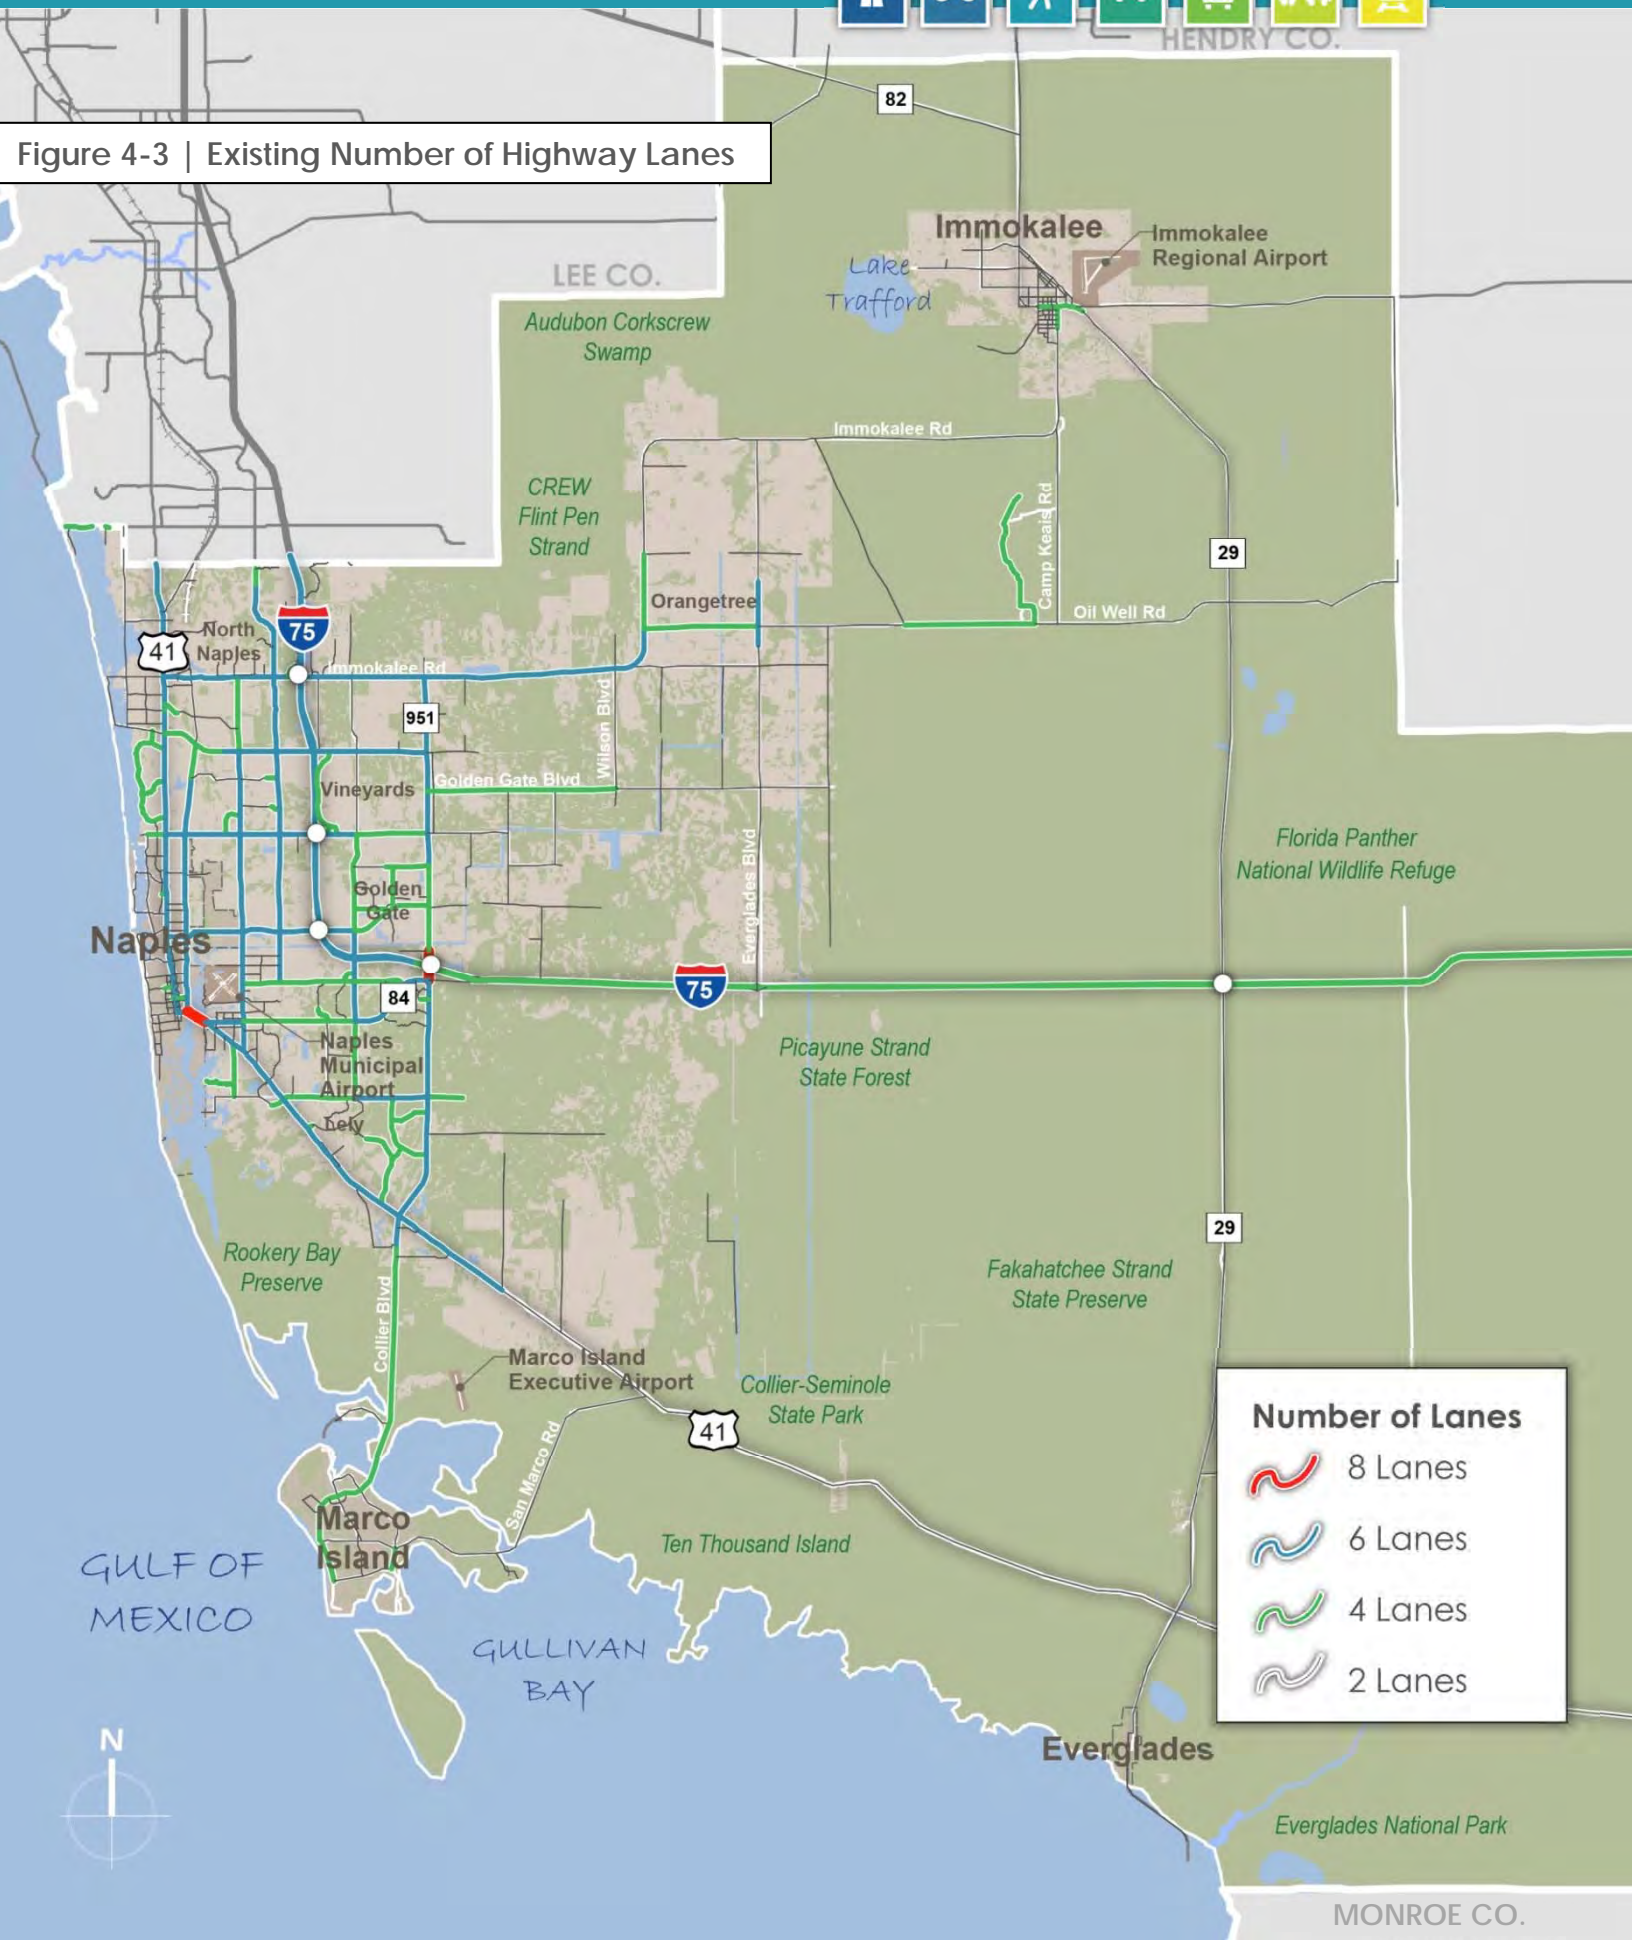 HENDRY CO.
82
Figure 4-3 | Existing Number of Highway Lanes
Immokalee
Immokalee
Regional Airport
LEE CO.
Lake
Trafford
Audubon Corkscrew
Swamp
Immokalee Rd
CREW
Flint Pen
Strand
Camp Keais Rd
29
Orangetree
Oil Well Rd
North
Naples
75
41
Immokalee Rd
951
Wilson Blvd
Golden Gate Blvd
Vineyards
Florida Panther
National Wildlife Refuge
Everglades Blvd
Golden
Gate
Naples
75
84
Naples
Municipal
Airport
Picayune Strand
State Forest
Lely
29
Rookery Bay
Preserve
Fakahatchee Strand
State Preserve
Collier Blvd
Marco Island
Executive Airport
Collier-Seminole
State Park
41
San Marco Rd
Number of Lanes
8 Lanes
6 Lanes
4 Lanes
2 Lanes
Marco
Island
Ten Thousand Island
GULF OF
MEXICO
GULLIVAN
BAY
N
Everglades
Everglades National Park
MONROE CO.